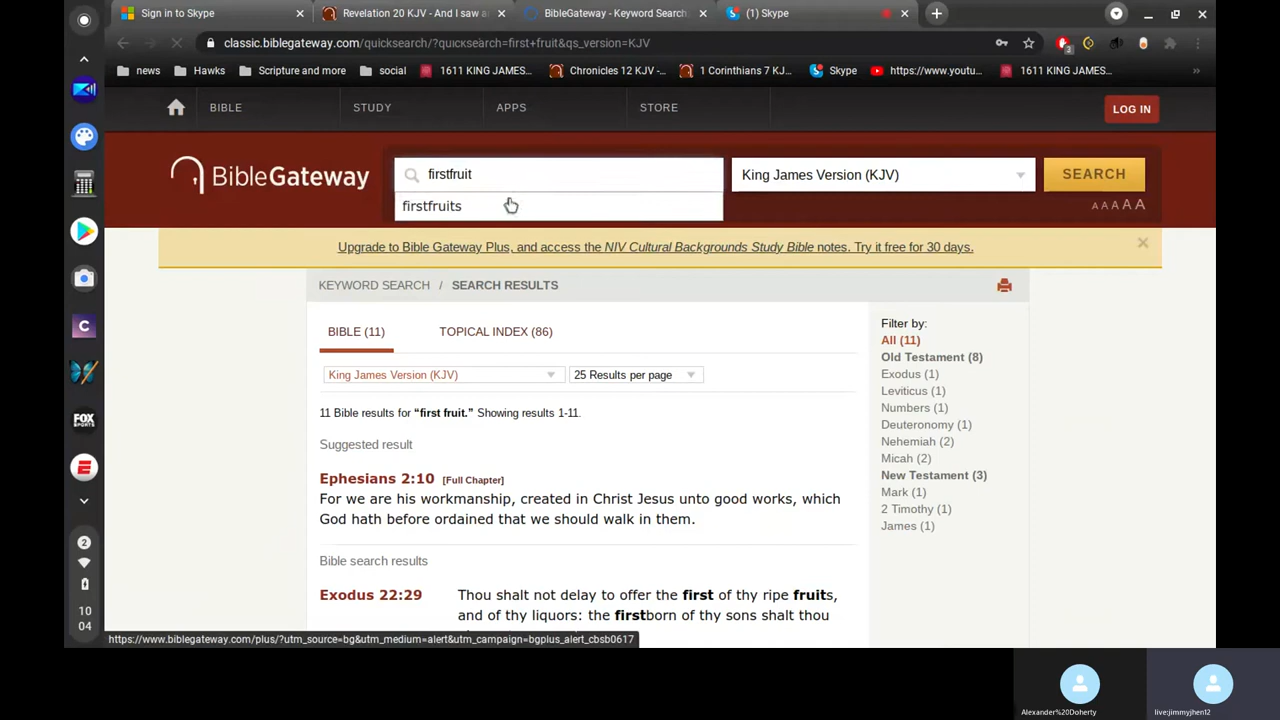 Sign in to Skype
Revelation 20 KJV - And I saw a
BibleGateway - Keyword Search
(1) Skype
classic.biblegateway.com/quicksearch/?quicksearch=first+fruit&qs_version=KJV
3
news
Hawks
Scripture and more
social
1611 KING JAMES...
Chronicles 12 KJV -...
1 Corinthians 7 KJ...
Skype
https://www.youtu...
1611 KING JAMES...
BIBLE
STUDY
APPS
STORE
LOG IN
BibleGateway
firstfruit
King James Version (KJV)
SEARCH
firstfruits
A A A A A
Upgrade to Bible Gateway Plus, and access the NIV Cultural Backgrounds Study Bible notes. Try it free for 30 days.
KEYWORD SEARCH / SEARCH RESULTS
BIBLE (11)
TOPICAL INDEX (86)
King James Version (KJV)
25 Results per page
11 Bible results for “first fruit.” Showing results 1-11.
Suggested result
Ephesians 2:10 [Full Chapter]
For we are his workmanship, created in Christ Jesus unto good works, which
God hath before ordained that we should walk in them.
Bible search results
Exodus 22:29
Thou shalt not delay to offer the first of thy ripe fruits,
and of thy liquors: the firstborn of thy sons shalt thou
Filter by:
All (11)
Old Testament (8)
Exodus (1)
Leviticus (1)
Numbers (1)
Deuteronomy (1)
Nehemiah (2)
Micah (2)
New Testament (3)
Mark (1)
2 Timothy (1)
James (1)
C
FOX
SPORTS
2
10
04
https://www.biblegateway.com/plus/?utm_source=bg&utm_medium=alert&utm_campaign=bgplus_alert_cbsb0617
Alexander%20Doherty
live:jimmyjhen12